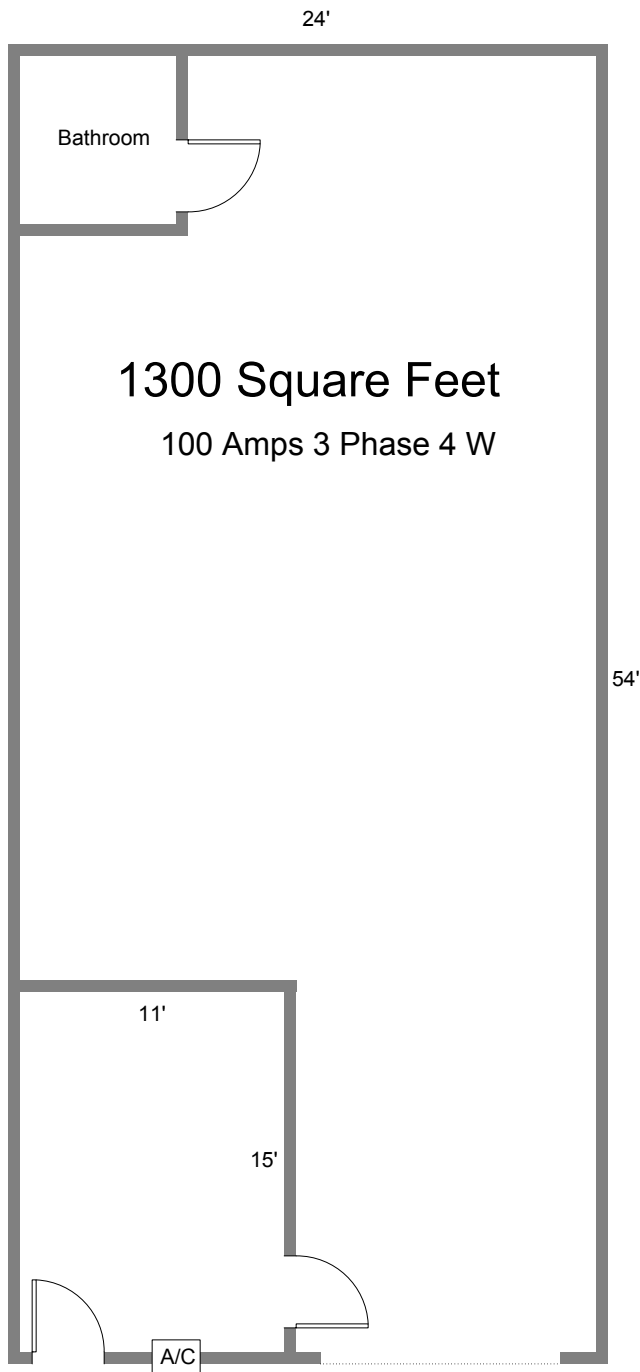 24'
Bathroom
1300 Square Feet
100 Amps 3 Phase 4 W
54'
11'
15'
A/C